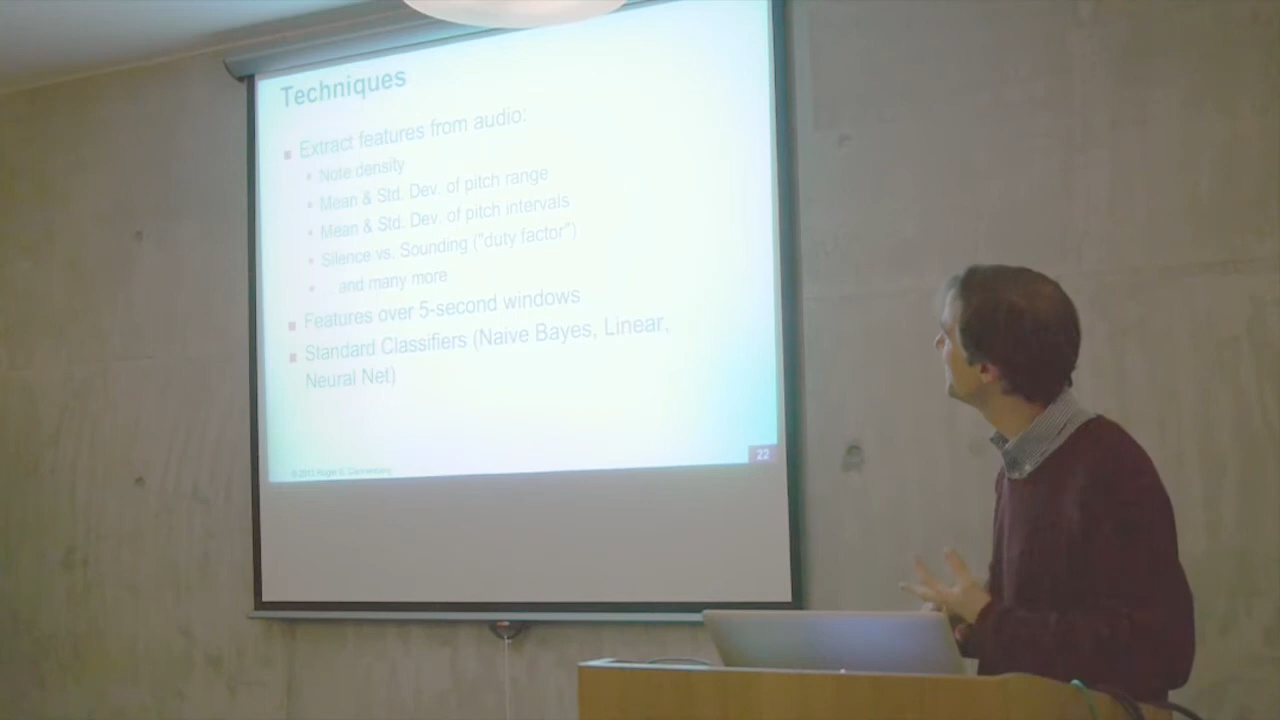 Techniques
Extract features from audio:
Note density
Mean & Std. Dev. of pitch range
Mean & Std. Dev. of pitch intervals
Silence vs. Sounding ("duty factor")
... and many more
Features over 5-second windows
Standard Classifiers (Naive Bayes, Linear,
Neural Net)
22